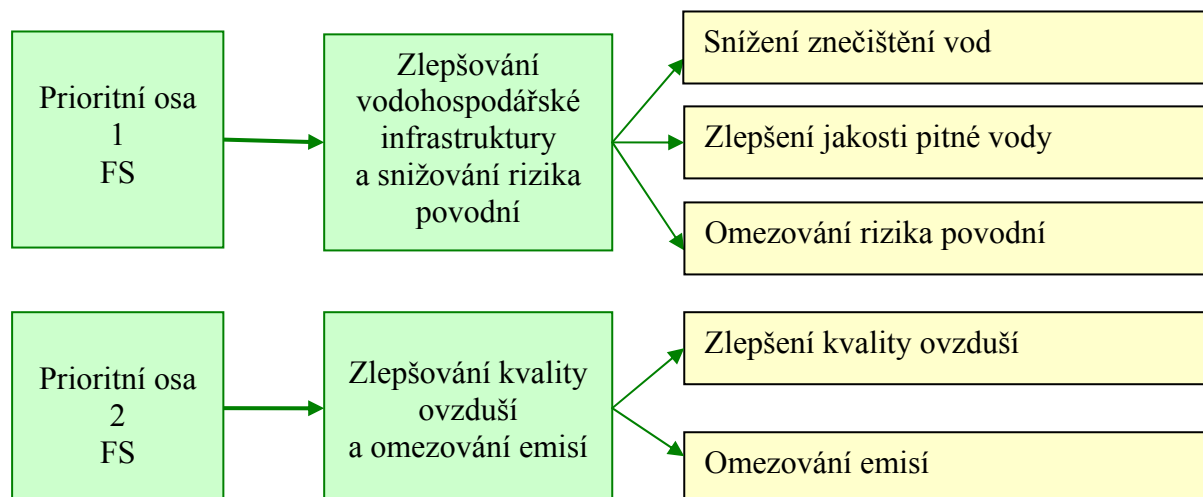 Prioritní osa
1
FS
Zlepšování
vodohospodářské
infrastruktury
a snižování rizika
povodní
Snížení znečištění vod
Zlepšení jakosti pitné vody
Omezování rizika povodní
Prioritní osa
2
FS
Zlepšování kvality
ovzduší
a omezování emisí
Zlepšení kvality ovzduší
Omezování emisí